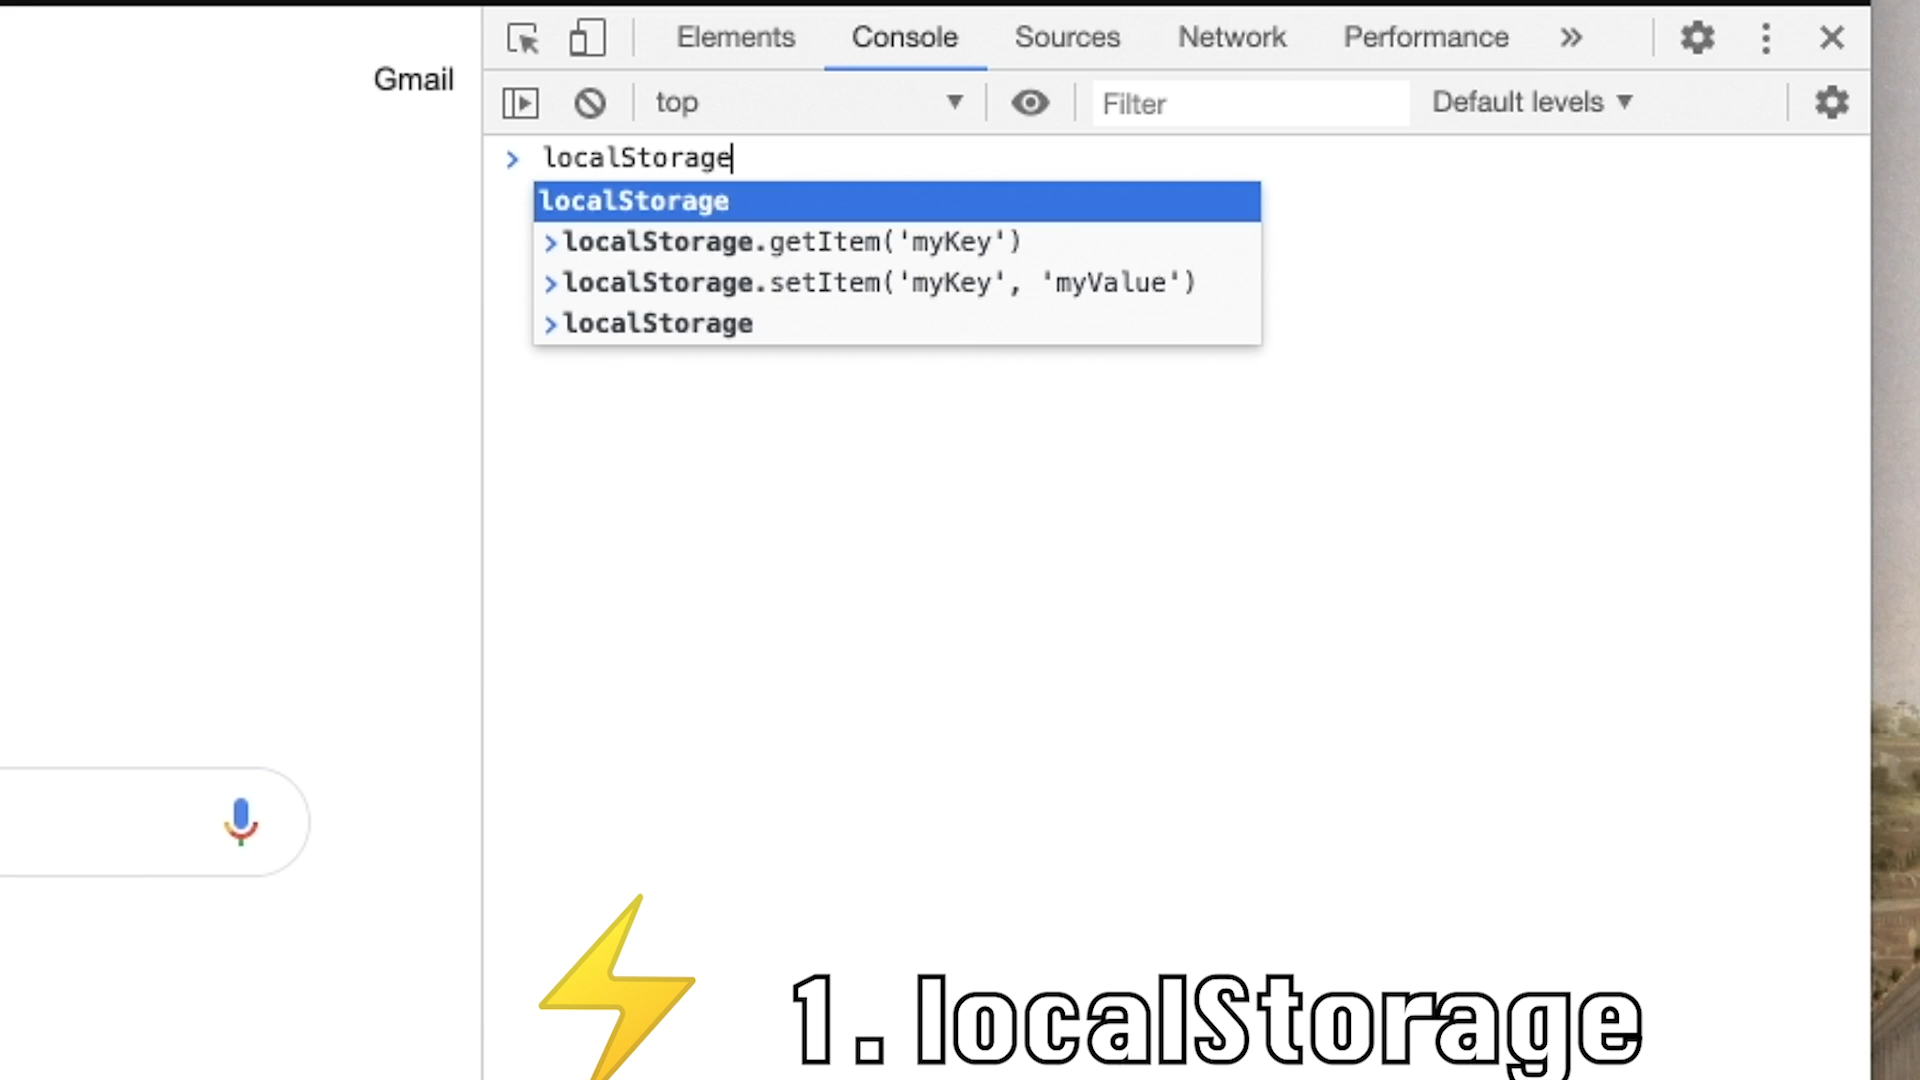 Elements Console Sources Network Performance
Gmail
top Filter Default levels
localStorage
localStorage
localStorage.getItem('myKey')
localStorage.setItem('myKey', 'myValue')
localStorage
1. localStorage